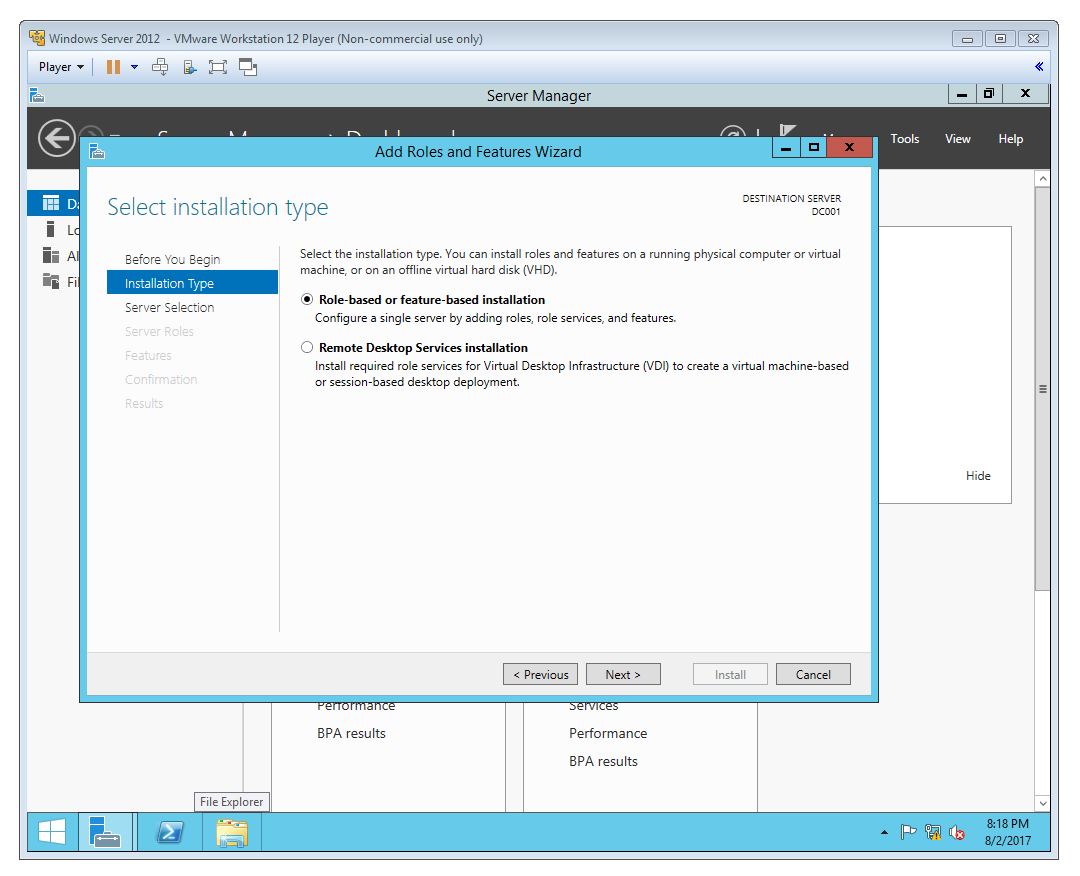 Windows Server 2012 - VMware Workstation 12 Player (Non-commercial use only)
Player
Server Manager
Tools View Help
Add Roles and Features Wizard
Select installation type
DESTINATION SERVER
DC001
Before You Begin
Installation Type
Server Selection
Server Roles
Features
Confirmation
Results
Select the installation type. You can install roles and features on a running physical computer or virtual
machine, or on an offline virtual hard disk (VHD).
Role-based or feature-based installation
Configure a single server by adding roles, role services, and features.
Remote Desktop Services installation
Install required role services for Virtual Desktop Infrastructure (VDI) to create a virtual machine-based
or session-based desktop deployment.
Hide
< Previous
Next >
Install
Cancel
Performance
BPA results
Services
Performance
BPA results
File Explorer
8:18 PM
8/2/2017